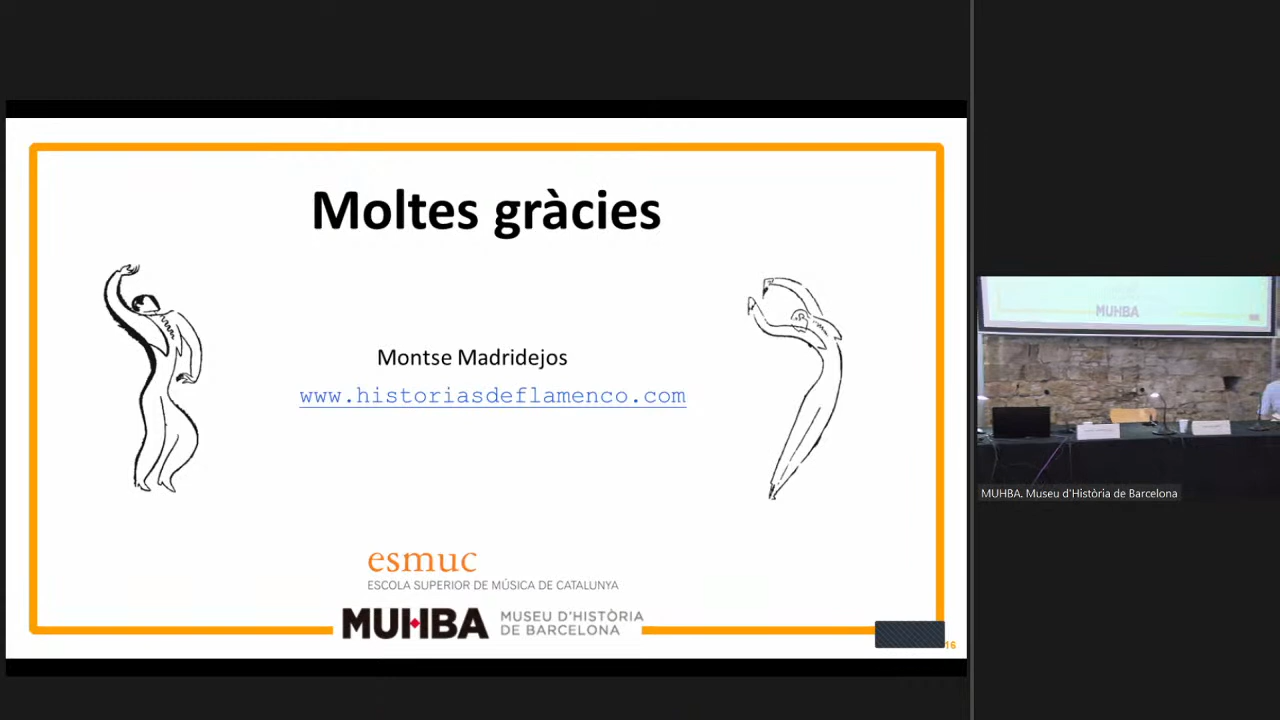 Moltes gràcies
Montse Madridejos
www.historiasdeflamenco.com
esmuc
ESCOLA SUPERIOR DE MÚSICA DE CATALUNYA
MUHBA
MUSEU D'HISTÒRIA
DE BARCELONA
16
MUHBA
MUHBA. Museu d'Història de Barcelona